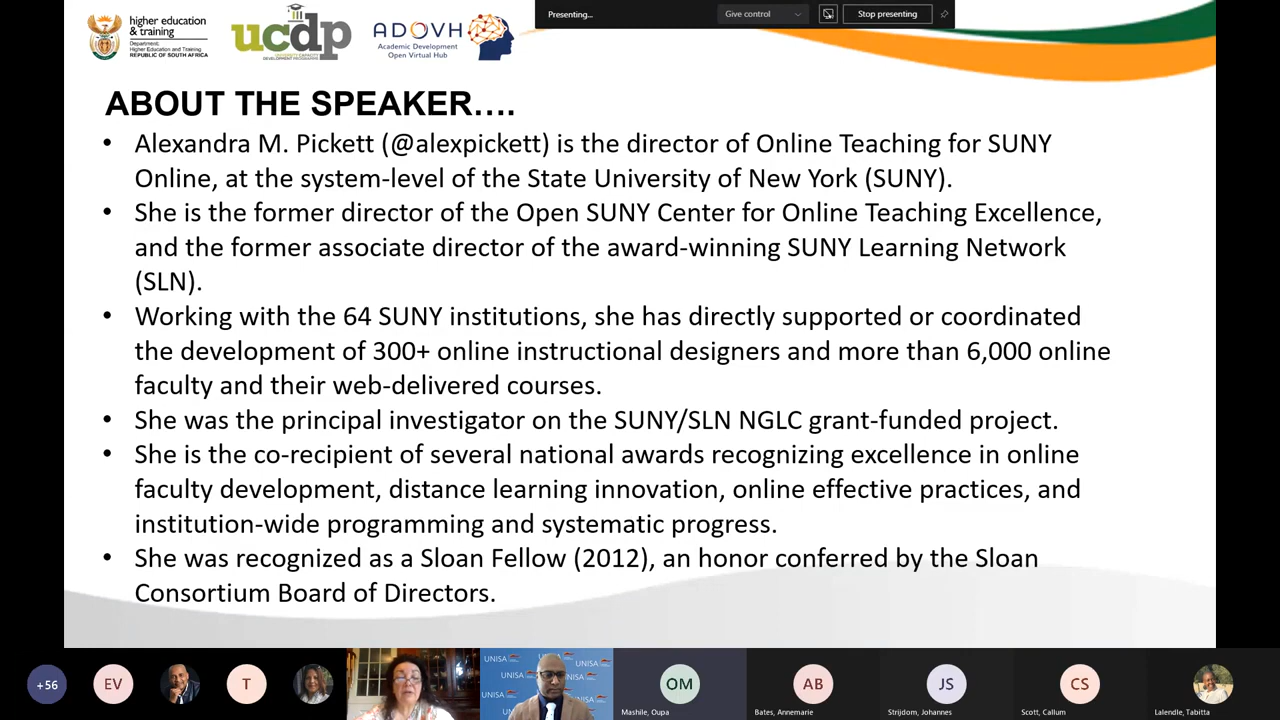 higher education
& training
Department:
Higher Education and Training
REPUBLIC OF SOUTH AFRICA
ucdp
UNIVERSITY CAPACITY
DEVELOPMENT PROGRAMME
ADOVH
Academic Development
Open Virtual Hub
Presenting...
Give control
Stop presenting
ABOUT THE SPEAKER….
• Alexandra M. Pickett (@alexpickett) is the director of Online Teaching for SUNY
Online, at the system-level of the State University of New York (SUNY).
• She is the former director of the Open SUNY Center for Online Teaching Excellence,
and the former associate director of the award-winning SUNY Learning Network
(SLN).
• Working with the 64 SUNY institutions, she has directly supported or coordinated
the development of 300+ online instructional designers and more than 6,000 online
faculty and their web-delivered courses.
• She was the principal investigator on the SUNY/SLN NGLC grant-funded project.
• She is the co-recipient of several national awards recognizing excellence in online
faculty development, distance learning innovation, online effective practices, and
institution-wide programming and systematic progress.
• She was recognized as a Sloan Fellow (2012), an honor conferred by the Sloan
Consortium Board of Directors.
+56
EV
T
UNISA
UNISA
UNISA
UNISA
OM
Mashile, Oupa
AB
Bates, Annemarie
JS
Strijdom, Johannes
CS
Scott, Callum
Lalendle, Tabitta